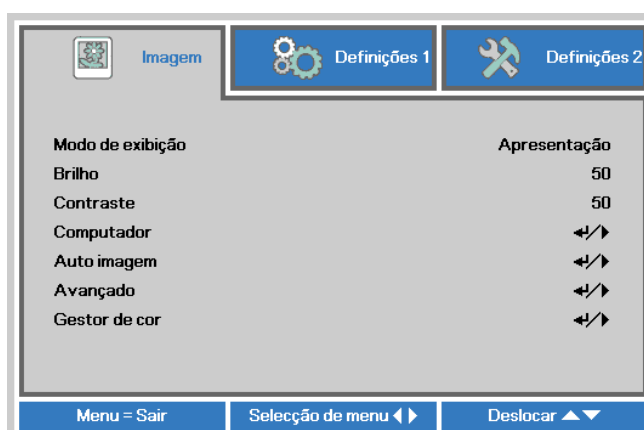 Imagem Definições 1 Definições 2
Modo de exibição Apresentação
Brilho 50
Contraste 50
Computador
Auto imagem
Avançado
Gestor de cor
Menu = Sair Selecção de menu ◀▶ Deslocar ▲▼